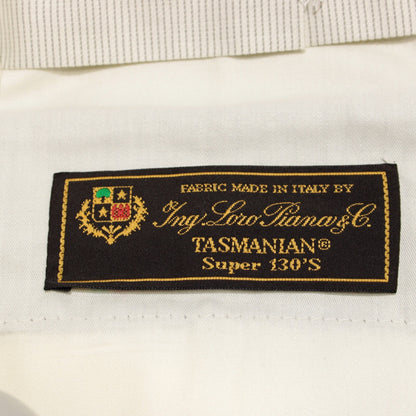 FABRIC MADE IN ITALY BY
Ing. Loro Piana & C.
TASMANIAN®
Super 130'S